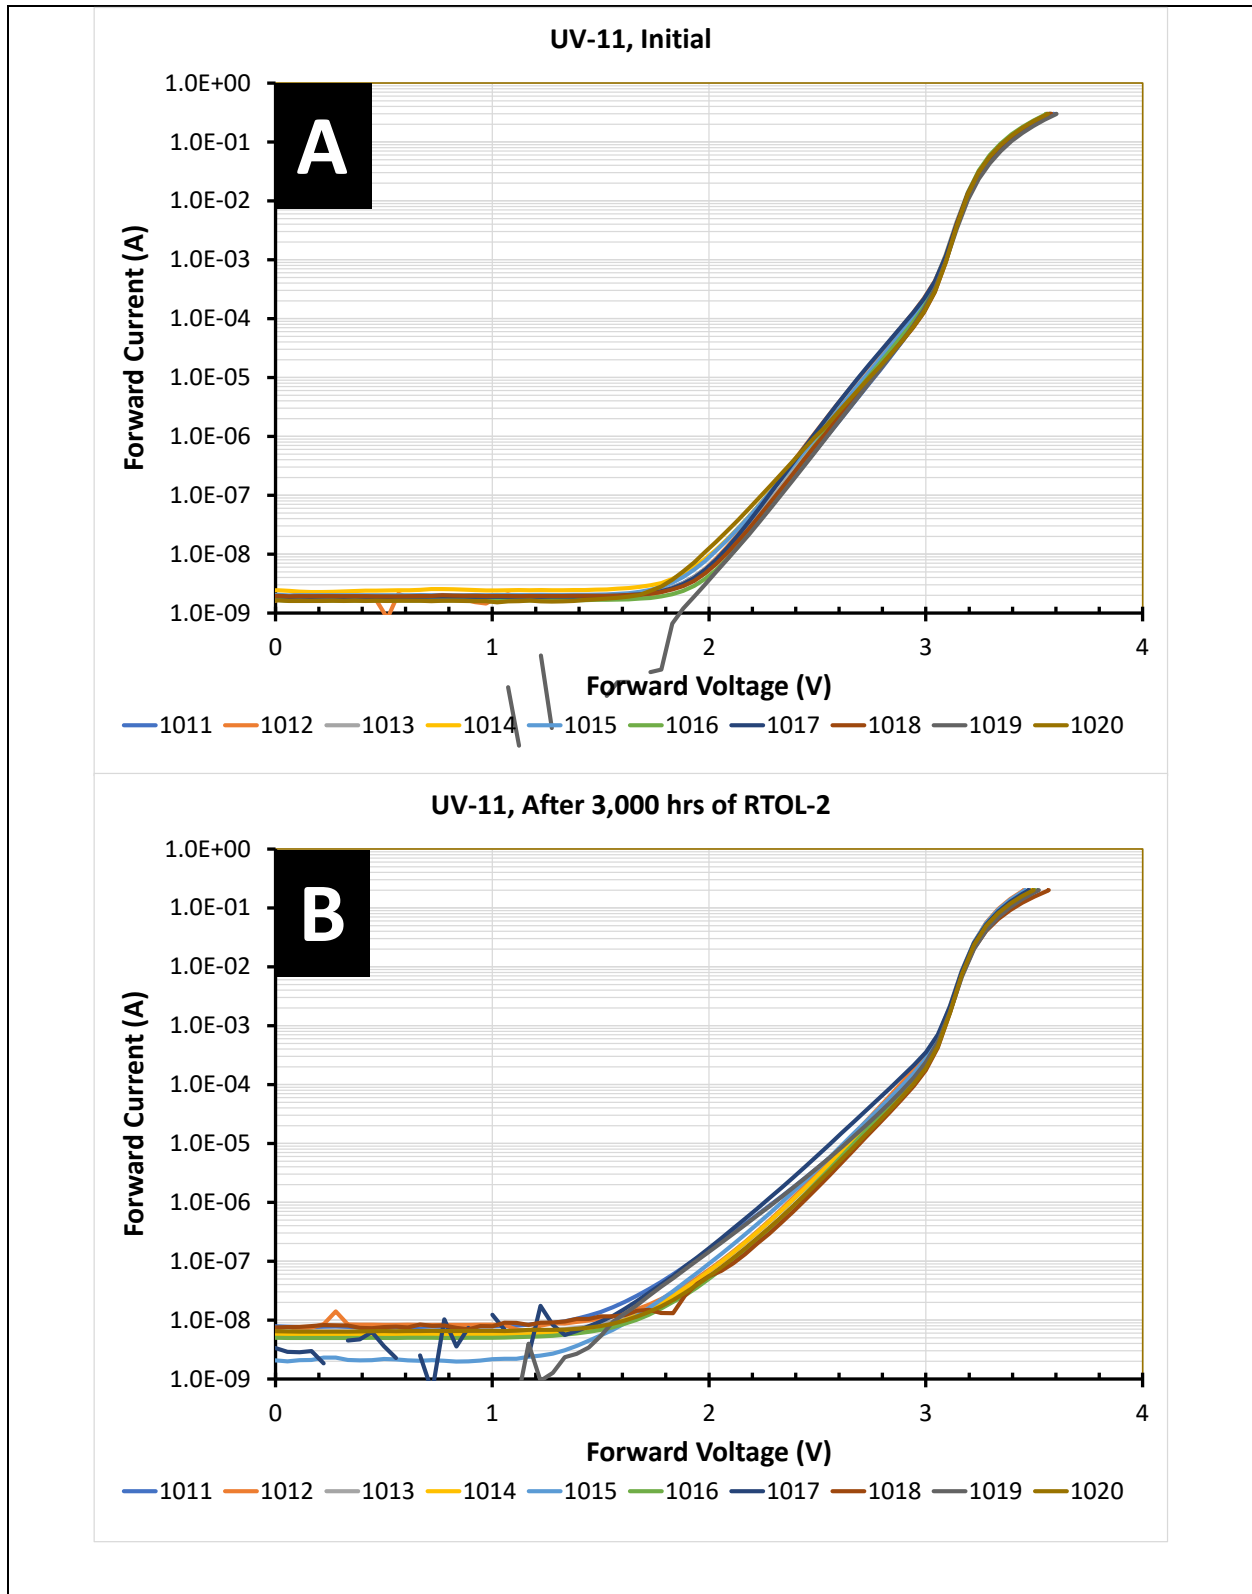 UV-11, Initial
A
Forward Current (A)
1.0E+00
1.0E-01
1.0E-02
1.0E-03
1.0E-04
1.0E-05
1.0E-06
1.0E-07
1.0E-08
1.0E-09
0 1 2 3 4
Forward Voltage (V)
1011 1012 1013 1014 1015 1016 1017 1018 1019 1020
UV-11, After 3,000 hrs of RTOL-2
B
Forward Current (A)
1.0E+00
1.0E-01
1.0E-02
1.0E-03
1.0E-04
1.0E-05
1.0E-06
1.0E-07
1.0E-08
1.0E-09
0 1 2 3 4
Forward Voltage (V)
1011 1012 1013 1014 1015 1016 1017 1018 1019 1020